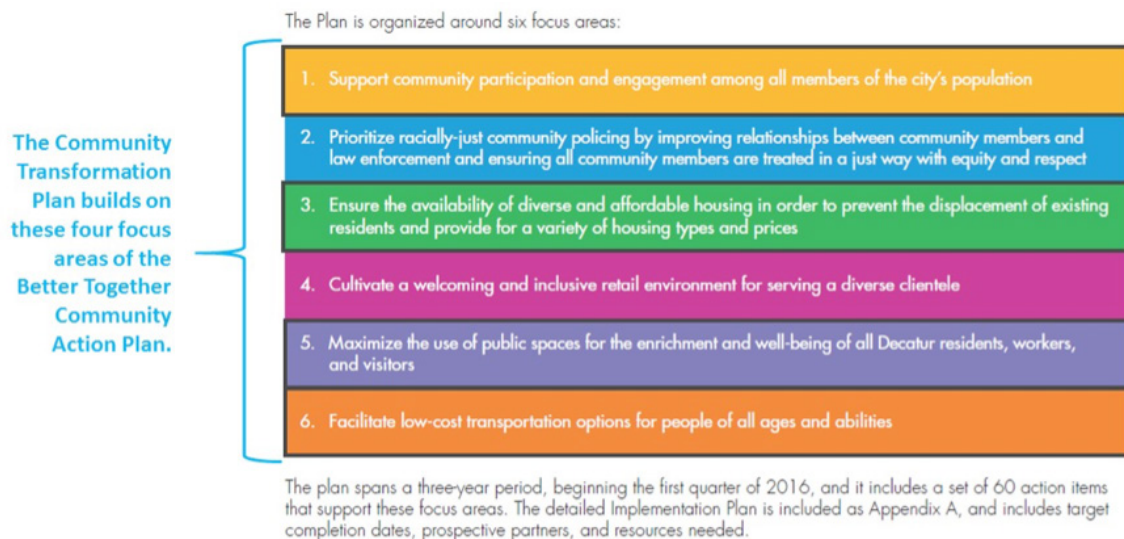 The Plan is organized around six focus areas:
1. Support community participation and engagement among all members of the city's population
The Community
Transformation
Plan builds on
these four focus
areas of the
Better Together
Community
Action Plan.
2. Prioritize racially-just community policing by improving relationships between community members and
law enforcement and ensuring all community members are treated in a just way with equity and respect
3. Ensure the availability of diverse and affordable housing in order to prevent the displacement of existing
residents and provide for a variety of housing types and prices
4. Cultivate a welcoming and inclusive retail environment for serving a diverse clientele
5. Maximize the use of public spaces for the enrichment and well-being of all Decatur residents, workers,
and visitors
6. Facilitate low-cost transportation options for people of all ages and abilities
The plan spans a three-year period, beginning the first quarter of 2016, and it includes a set of 60 action items
that support these focus areas. The detailed Implementation Plan is included as Appendix A, and includes target
completion dates, prospective partners, and resources needed.